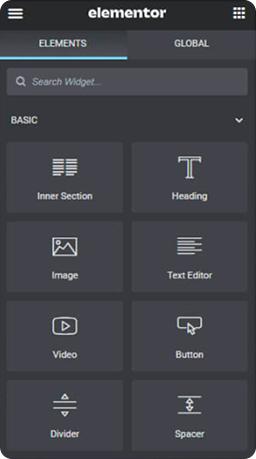 elementor
ELEMENTS GLOBAL
Search Widget...
BASIC
Inner Section Heading
Image Text Editor
Video Button
Divider Spacer